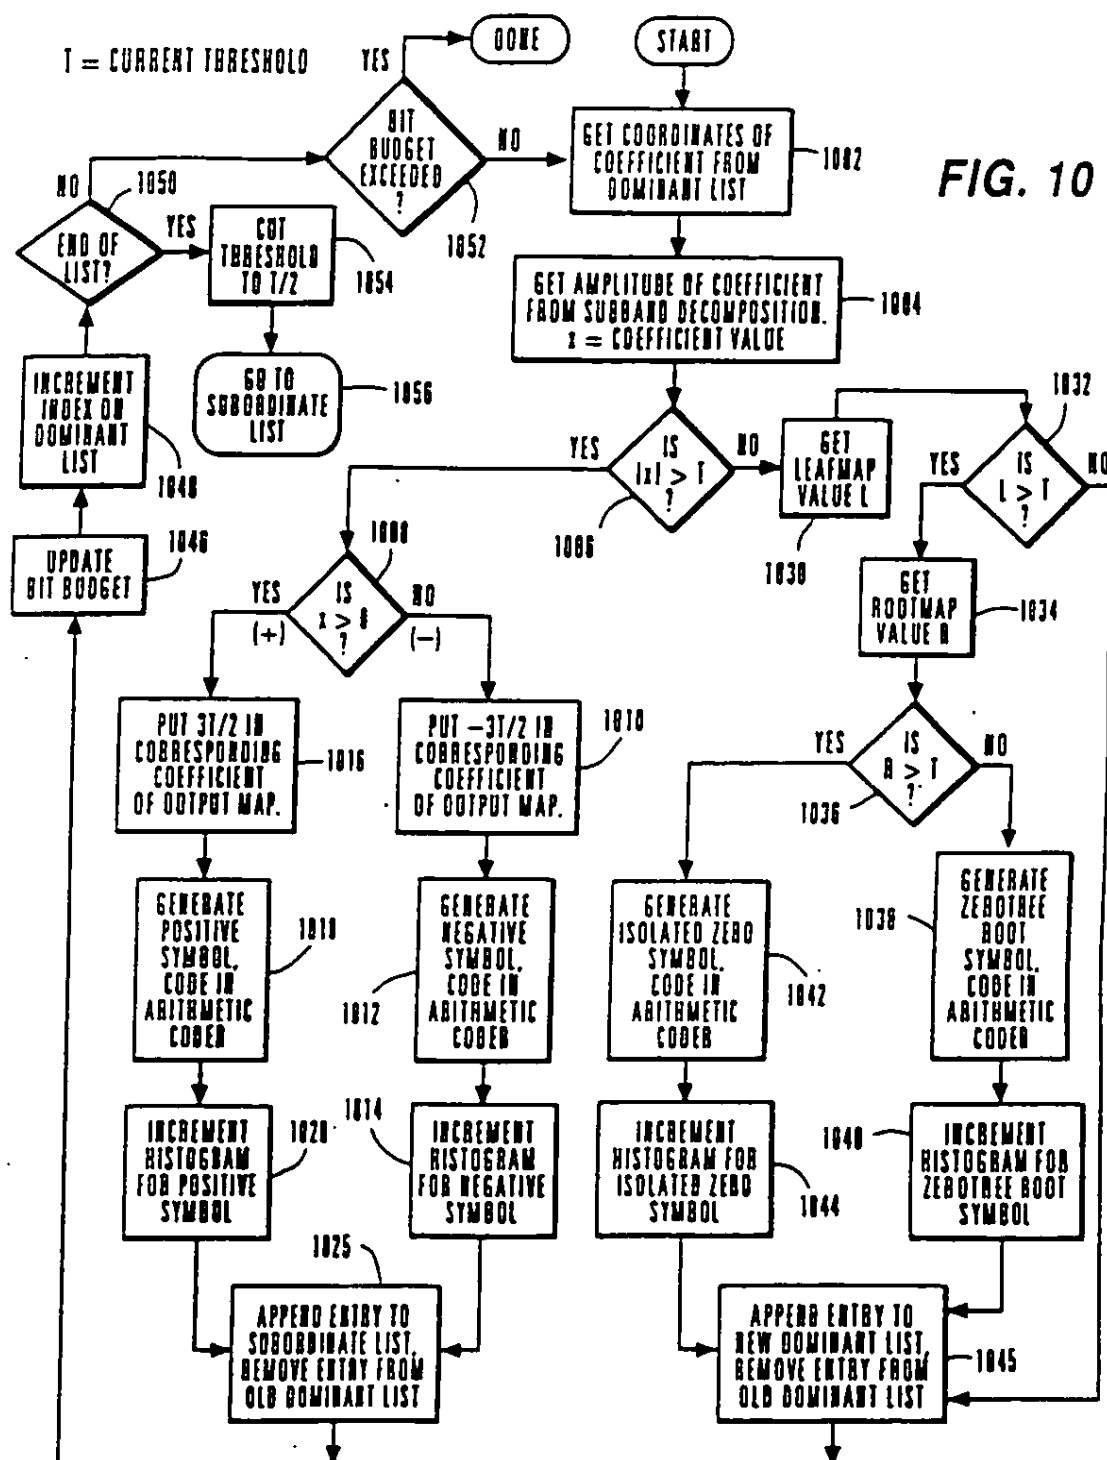 T = CURRENT THRESHOLD
YES
DONE
START
BIT
BUDGET
EXCEEDED
?
NO
1052
GET COORDINATES OF
COEFFICIENT FROM
DOMINANT LIST
1002
FIG. 10
NO
1050
END OF
LIST?
YES
CUT
THRESHOLD
TO T/2
1054
GO TO
SUBORDINATE
LIST
1056
GET AMPLITUDE OF COEFFICIENT
FROM SUBBAND DECOMPOSITION.
x = COEFFICIENT VALUE
1004
INCREMENT
INDEX ON
DOMINANT
LIST
1048
UPDATE
BIT BUDGET
1046
YES
IS
|x| > T
?
NO
1006
GET
LEAFMAP
VALUE L
1030
1032
YES
IS
L > T
?
NO
GET
ROOTMAP
VALUE R
1034
1008
YES
(+)
IS
x > 0
?
NO
(−)
PUT 3T/2 IN
CORRESPONDING
COEFFICIENT
OF OUTPUT MAP.
1016
PUT −3T/2 IN
CORRESPONDING
COEFFICIENT
OF OUTPUT MAP.
1010
YES
IS
R > T
?
NO
1036
GENERATE
POSITIVE
SYMBOL,
CODE IN
ARITHMETIC
CODER
1018
GENERATE
NEGATIVE
SYMBOL,
CODE IN
ARITHMETIC
CODER
1012
GENERATE
ISOLATED ZERO
SYMBOL,
CODE IN
ARITHMETIC
CODER
1042
GENERATE
ZEROTREE
ROOT
SYMBOL,
CODE IN
ARITHMETIC
CODER
1038
INCREMENT
HISTOGRAM
FOR POSITIVE
SYMBOL
1020
INCREMENT
HISTOGRAM
FOR NEGATIVE
SYMBOL
1014
INCREMENT
HISTOGRAM FOR
ISOLATED ZERO
SYMBOL
1044
INCREMENT
HISTOGRAM FOR
ZEROTREE ROOT
SYMBOL
1040
1025
APPEND ENTRY TO
SUBORDINATE LIST,
REMOVE ENTRY FROM
OLD DOMINANT LIST
APPEND ENTRY TO
NEW DOMINANT LIST,
REMOVE ENTRY FROM
OLD DOMINANT LIST
1045